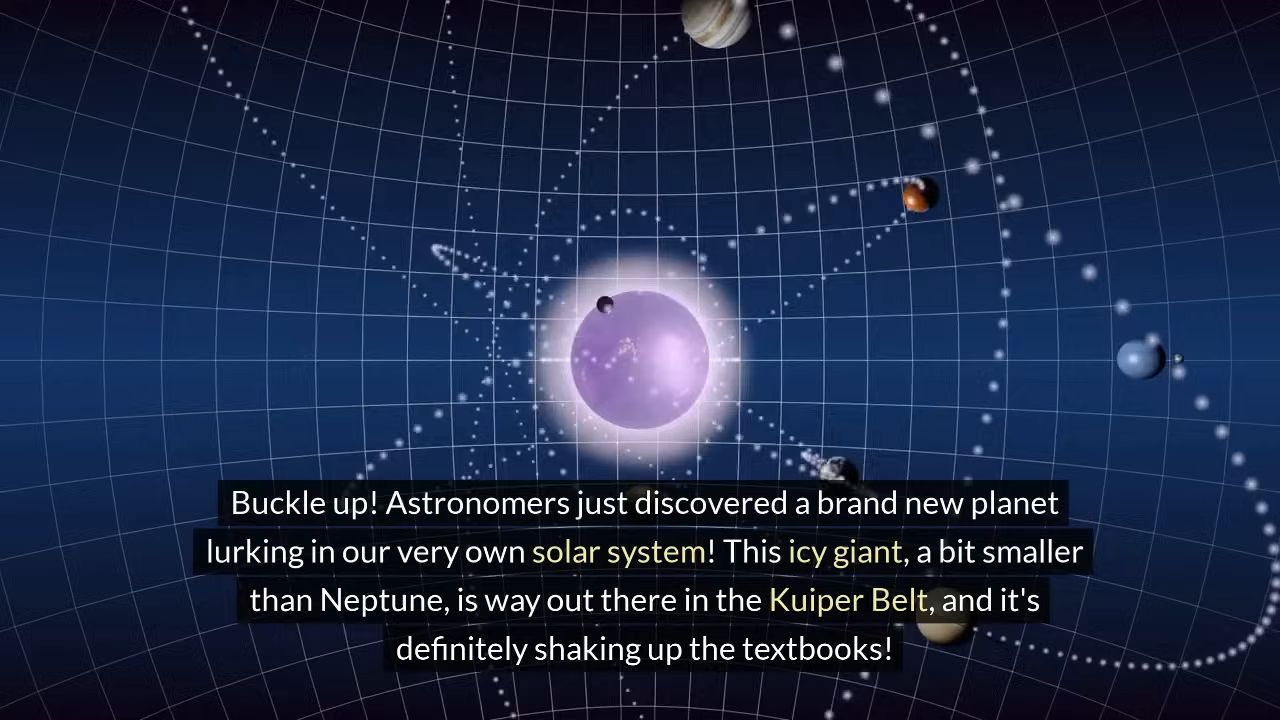 Buckle up! Astronomers just discovered a brand new planet
lurking in our very own solar system! This icy giant, a bit smaller
than Neptune, is way out there in the Kuiper Belt, and it's
definitely shaking up the textbooks!